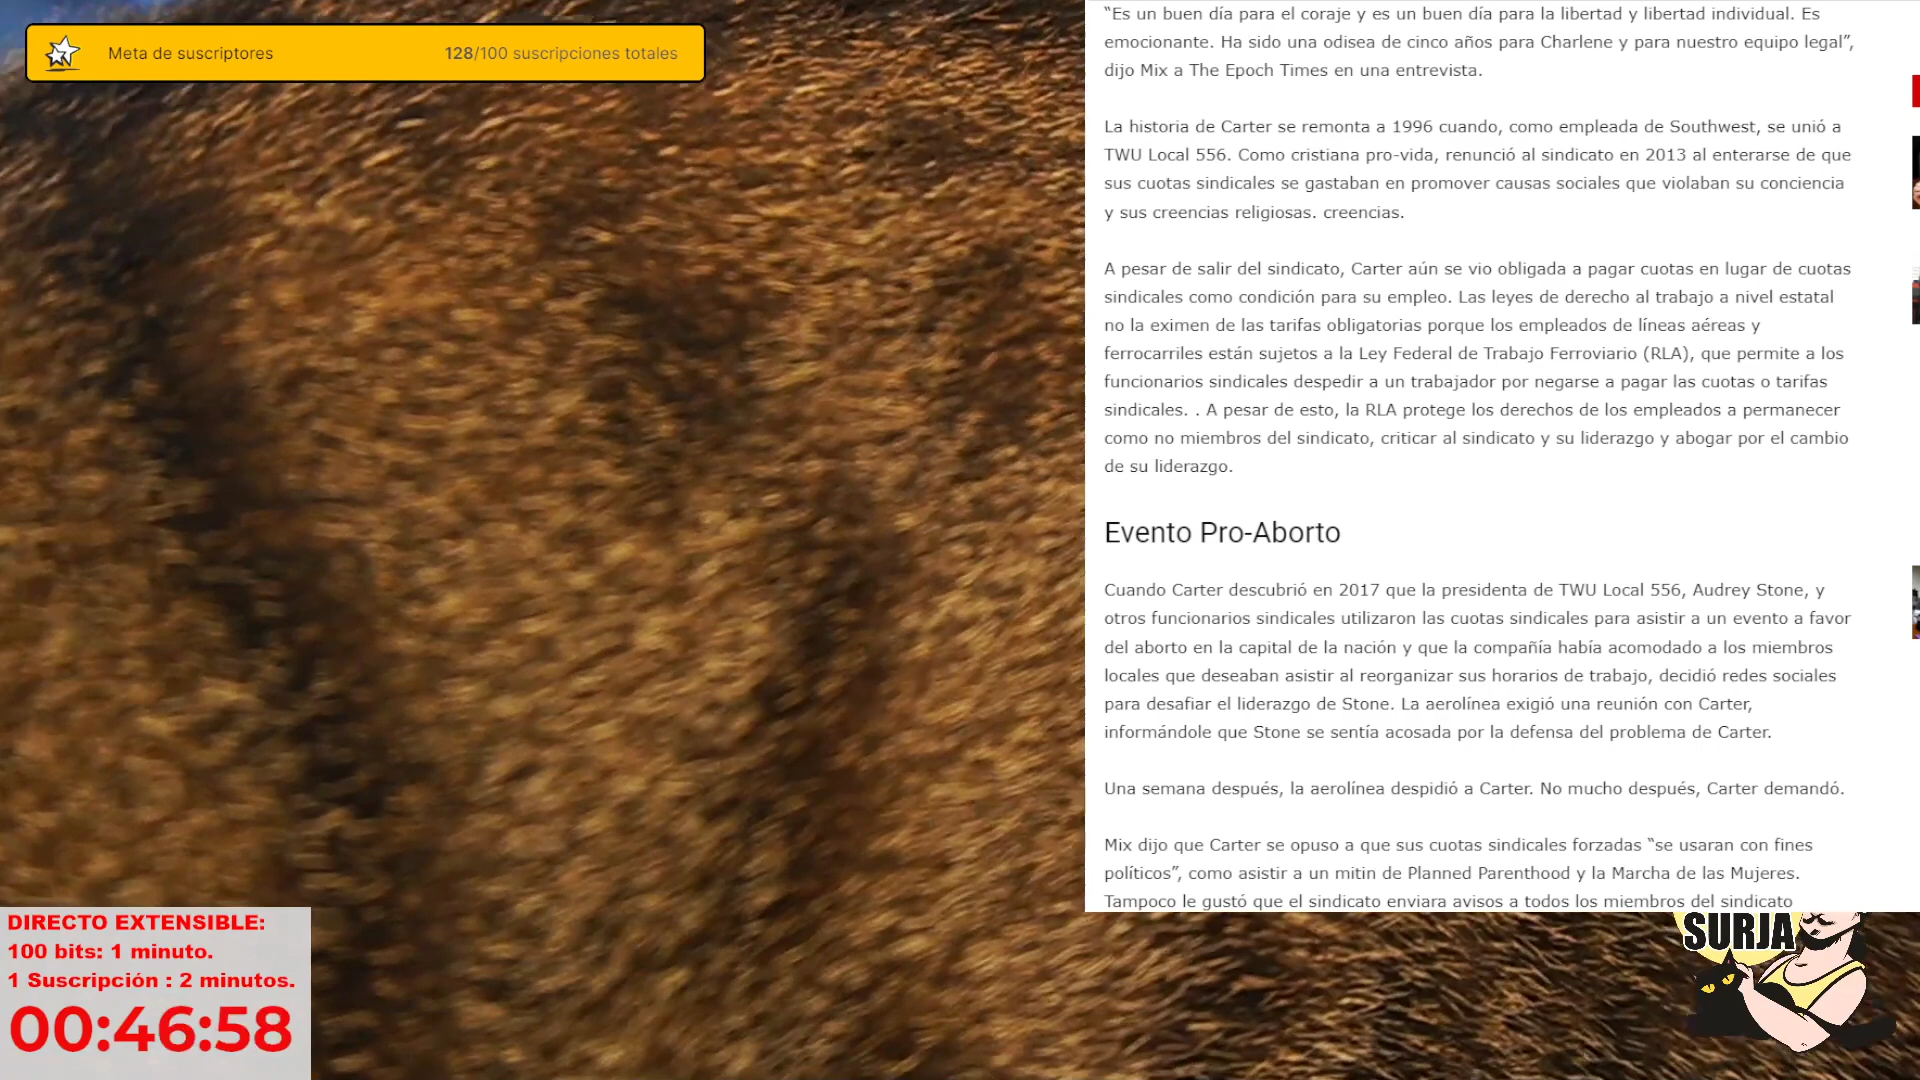 Meta de suscriptores
128/100 suscripciones totales
“Es un buen día para el coraje y es un buen día para la libertad y libertad individual. Es
emocionante. Ha sido una odisea de cinco años para Charlene y para nuestro equipo legal”,
dijo Mix a The Epoch Times en una entrevista.
La historia de Carter se remonta a 1996 cuando, como empleada de Southwest, se unió a
TWU Local 556. Como cristiana pro-vida, renunció al sindicato en 2013 al enterarse de que
sus cuotas sindicales se gastaban en promover causas sociales que violaban su conciencia
y sus creencias religiosas. creencias.
A pesar de salir del sindicato, Carter aún se vio obligada a pagar cuotas en lugar de cuotas
sindicales como condición para su empleo. Las leyes de derecho al trabajo a nivel estatal
no la eximen de las tarifas obligatorias porque los empleados de líneas aéreas y
ferrocarriles están sujetos a la Ley Federal de Trabajo Ferroviario (RLA), que permite a los
funcionarios sindicales despedir a un trabajador por negarse a pagar las cuotas o tarifas
sindicales. . A pesar de esto, la RLA protege los derechos de los empleados a permanecer
como no miembros del sindicato, criticar al sindicato y su liderazgo y abogar por el cambio
de su liderazgo.
Evento Pro-Aborto
Cuando Carter descubrió en 2017 que la presidenta de TWU Local 556, Audrey Stone, y
otros funcionarios sindicales utilizaron las cuotas sindicales para asistir a un evento a favor
del aborto en la capital de la nación y que la compañía había acomodado a los miembros
locales que deseaban asistir al reorganizar sus horarios de trabajo, decidió redes sociales
para desafiar el liderazgo de Stone. La aerolínea exigió una reunión con Carter,
informándole que Stone se sentía acosada por la defensa del problema de Carter.
Una semana después, la aerolínea despidió a Carter. No mucho después, Carter demandó.
Mix dijo que Carter se opuso a que sus cuotas sindicales forzadas “se usaran con fines
políticos”, como asistir a un mitin de Planned Parenthood y la Marcha de las Mujeres.
Tampoco le gustó que el sindicato enviara avisos a todos los miembros del sindicato
DIRECTO EXTENSIBLE:
100 bits: 1 minuto.
1 Suscripción : 2 minutos.
00:46:58
SURJA